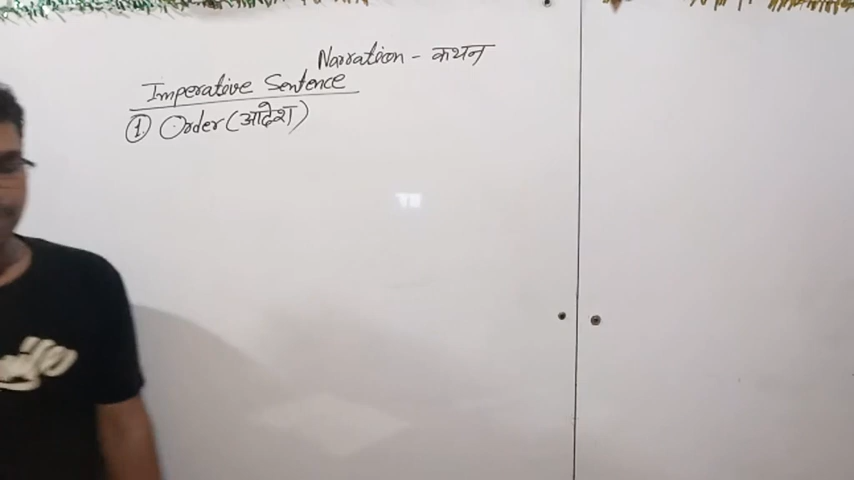 Narration - कथन
Imperative Sentence
① Order (आदेश)